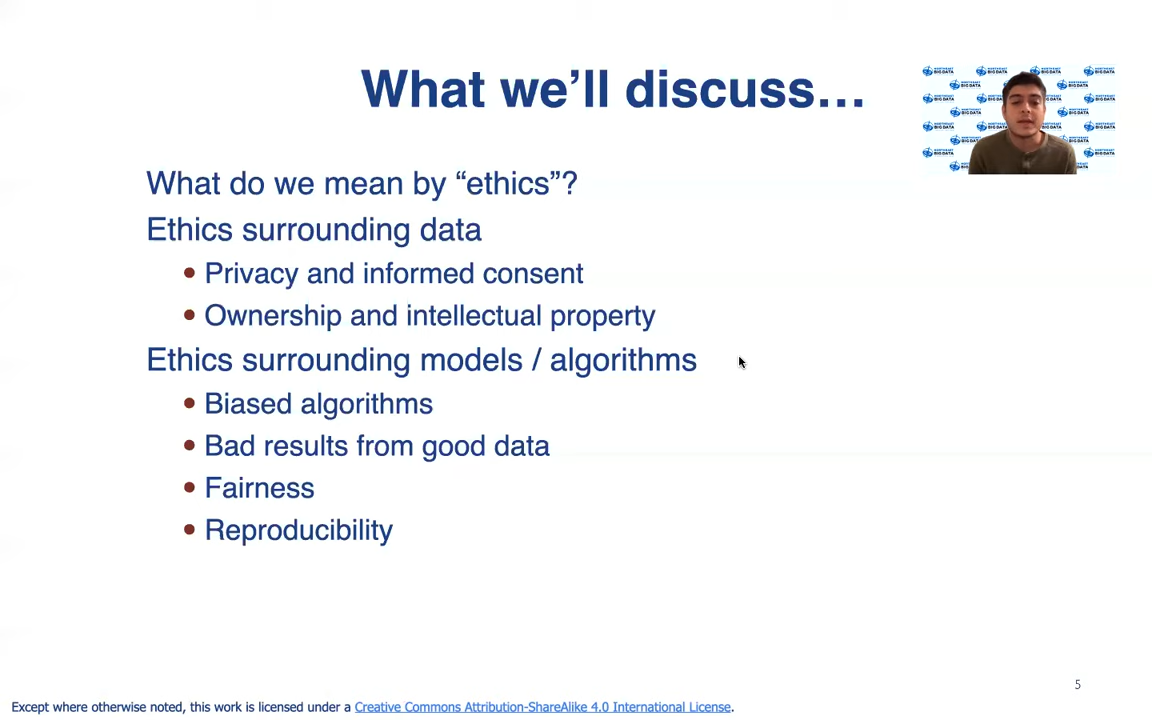 What we’ll discuss…
What do we mean by “ethics”?
Ethics surrounding data
• Privacy and informed consent
• Ownership and intellectual property
Ethics surrounding models / algorithms
• Biased algorithms
• Bad results from good data
• Fairness
• Reproducibility
5
Except where otherwise noted, this work is licensed under a Creative Commons Attribution-ShareAlike 4.0 International License.